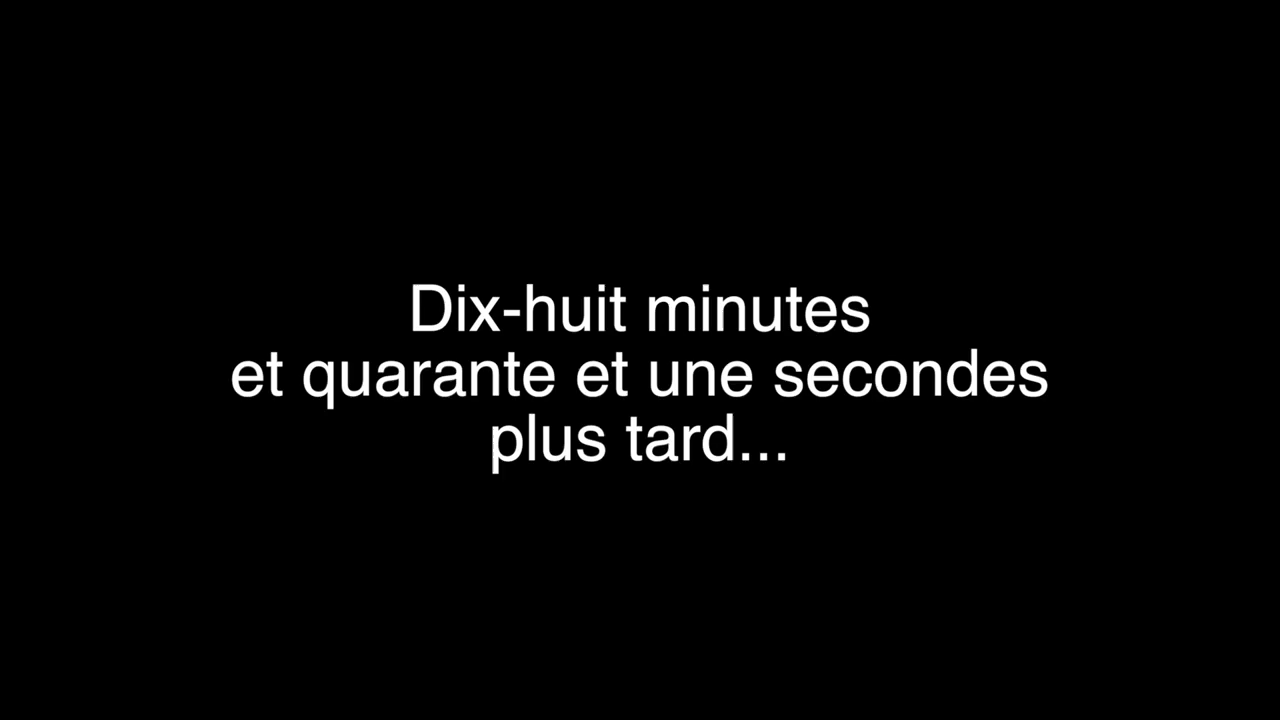 Dix-huit minutes
et quarante et une secondes
plus tard...